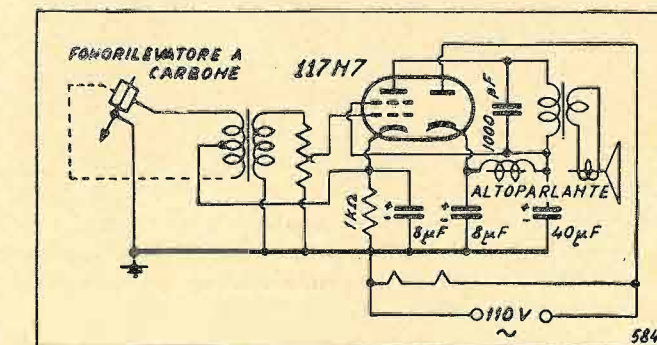 FONORILEVATORE A
CARBONE
117N7
1000 pF
ALTOPARLANTE
1kΩ
+
-
8µF
+
-
8µF
+
-
40µF
110V
~
584